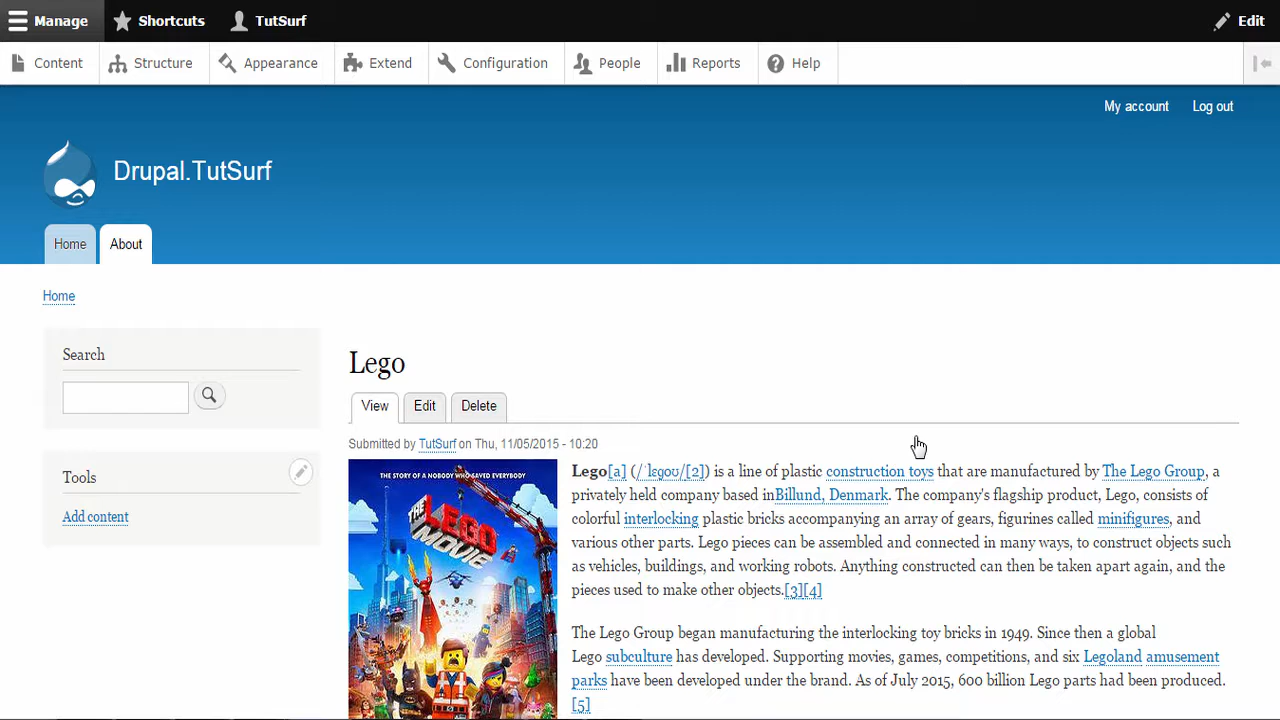 Manage Shortcuts TutSurf Edit
Content Structure Appearance Extend Configuration People Reports Help
My account Log out
Drupal.TutSurf
Home About
Home
Search
Tools
Add content
Lego
View Edit Delete
Submitted by TutSurf on Thu, 11/05/2015 - 10:20
THE STORY OF A NOBODY WHO SAVED EVERYBODY
THE LEGO MOVIE
Lego[a] (/ˈlɛɡoʊ/[2]) is a line of plastic construction toys that are manufactured by The Lego Group, a
privately held company based inBillund, Denmark. The company's flagship product, Lego, consists of
colorful interlocking plastic bricks accompanying an array of gears, figurines called minifigures, and
various other parts. Lego pieces can be assembled and connected in many ways, to construct objects such
as vehicles, buildings, and working robots. Anything constructed can then be taken apart again, and the
pieces used to make other objects.[3][4]
The Lego Group began manufacturing the interlocking toy bricks in 1949. Since then a global
Lego subculture has developed. Supporting movies, games, competitions, and six Legoland amusement
parks have been developed under the brand. As of July 2015, 600 billion Lego parts had been produced.
[5]